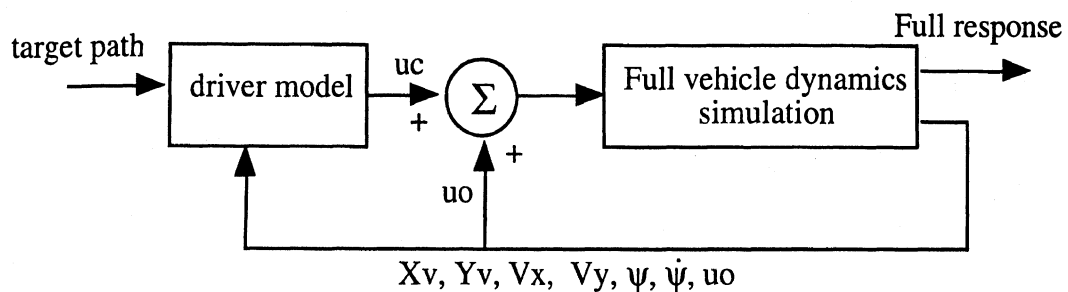 Full response
target path
driver model
uc
+
Σ
Full vehicle dynamics
simulation
+
uo
Xv, Yv, Vx, Vy, ψ, ψ̇, uo